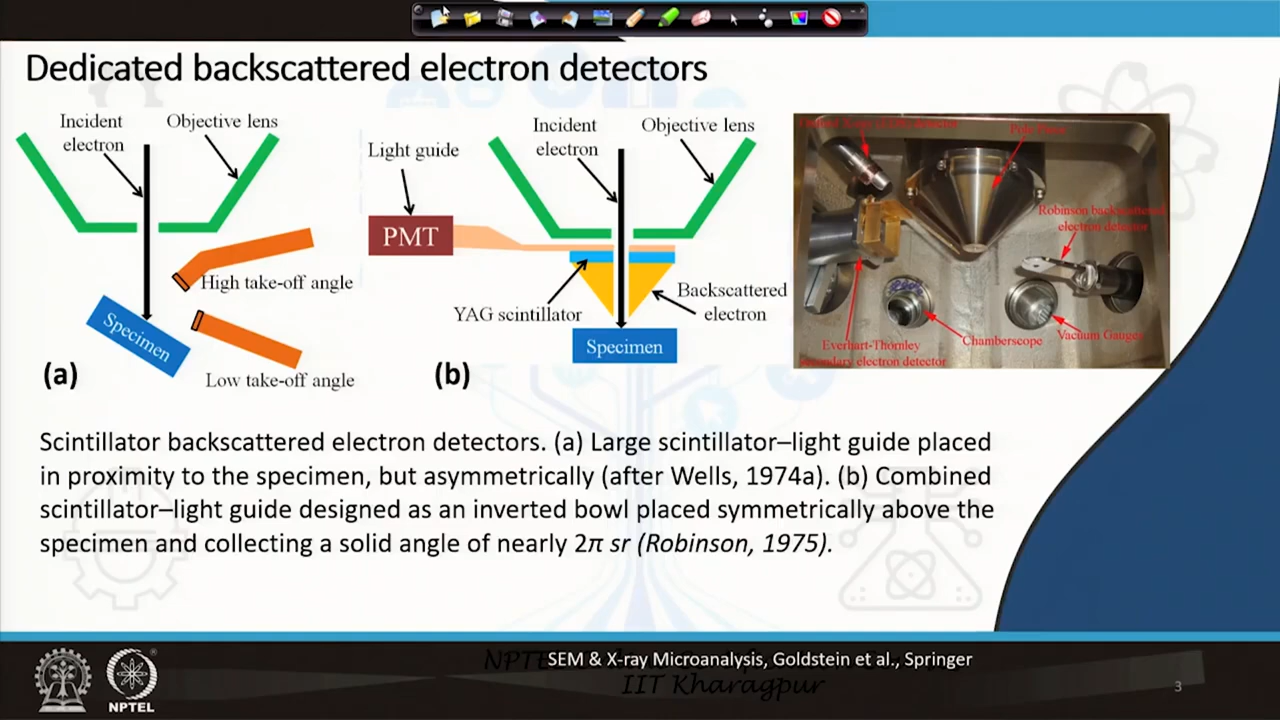 Dedicated backscattered electron detectors
Incident
electron
Objective lens
High take-off angle
Specimen
Low take-off angle
(a)
Light guide
Incident
electron
Objective lens
PMT
YAG scintillator
Backscattered
electron
Specimen
(b)
detector
Pole Piece
Robinson backscattered
electron detector
Everhart-Thornley
secondary electron detector
Chamberscope
Vacuum Gauges
Scintillator backscattered electron detectors. (a) Large scintillator–light guide placed
in proximity to the specimen, but asymmetrically (after Wells, 1974a). (b) Combined
scintillator–light guide designed as an inverted bowl placed symmetrically above the
specimen and collecting a solid angle of nearly 2π sr (Robinson, 1975).
SEM & X-ray Microanalysis, Goldstein et al., Springer
NPTE
IIT Kharagpur
NPTEL
3